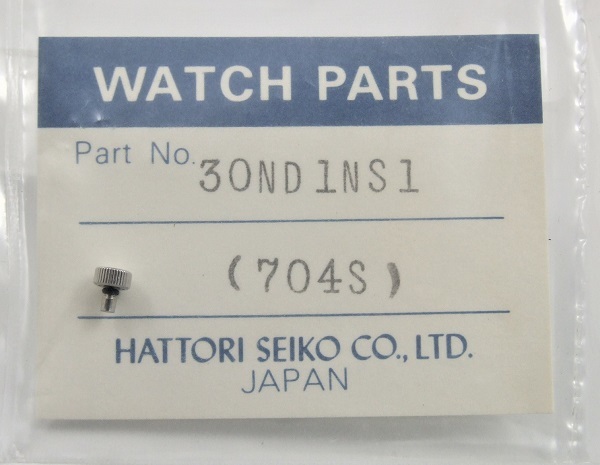 WATCH PARTS
Part No. 30ND1NS1
(704S)
HATTORI SEIKO CO., LTD.
JAPAN